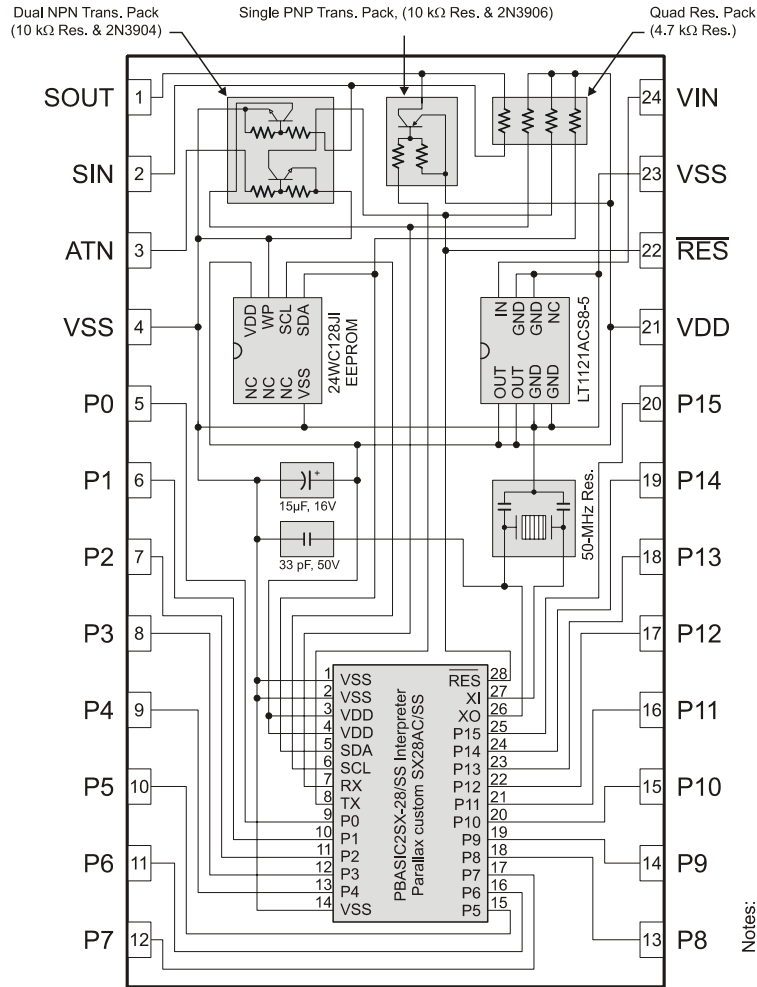 Dual NPN Trans. Pack
(10 kΩ Res. & 2N3904)
Single PNP Trans. Pack, (10 kΩ Res. & 2N3906)
Quad Res. Pack
(4.7 kΩ Res.)
SOUT 1
24 VIN
SIN 2
23 VSS
ATN 3
22 RES
VSS 4
21 VDD
P0 5
20 P15
P1 6
19 P14
P2 7
18 P13
P3 8
17 P12
P4 9
16 P11
P5 10
15 P10
P6 11
14 P9
P7 12
13 P8
VDD
WP
SCL
SDA
NC
NC
NC
VSS
24WC128JI
EEPROM
IN
GND
GND
NC
OUT
OUT
GND
GND
LT1121ACS8-5
+
15µF, 16V
33 pF, 50V
50-MHz Res.
1 VSS
2 VSS
3 VDD
4 VDD
5 SDA
6 SCL
7 RX
8 TX
9 P0
10 P1
11 P2
12 P3
13 P4
14 VSS
PBASIC2SX-28/SS Interpreter
Parallax custom SX28AC/SS
RES 28
XI 27
XO 26
P15 25
P14 24
P13 23
P12 22
P11 21
P10 20
P9 19
P8 18
P7 17
P6 16
P5 15
Notes: